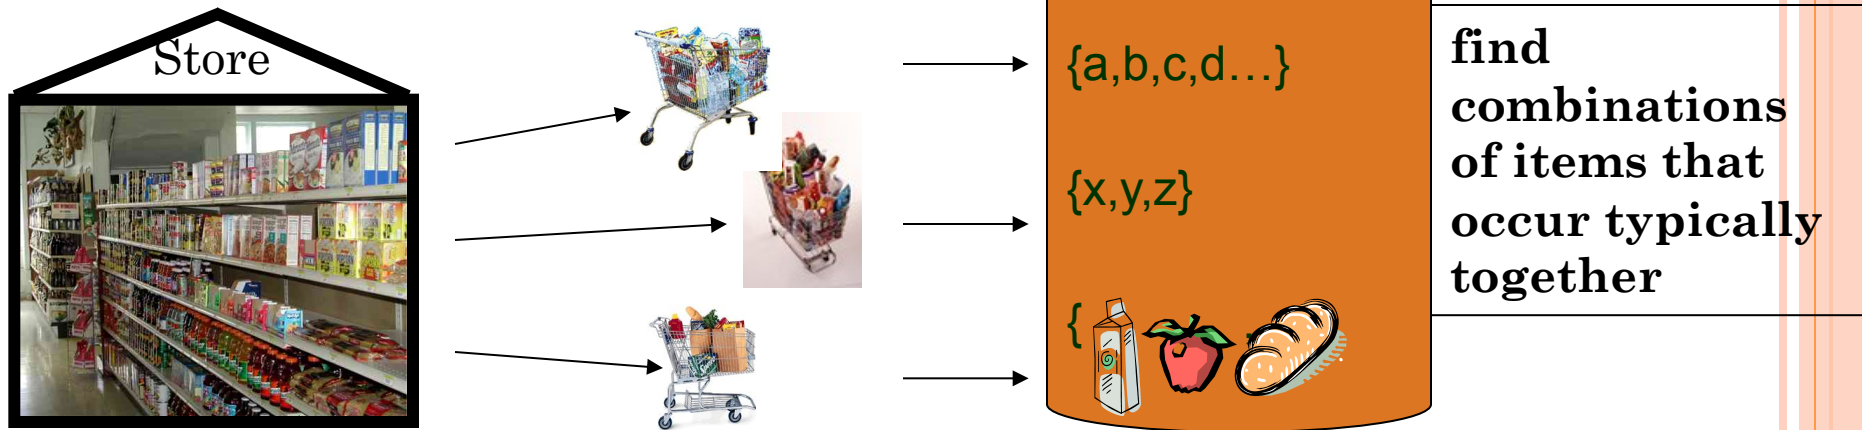 Store
{a,b,c,d…}
{x,y,z}
{
find
combinations
of items that
occur typically
together